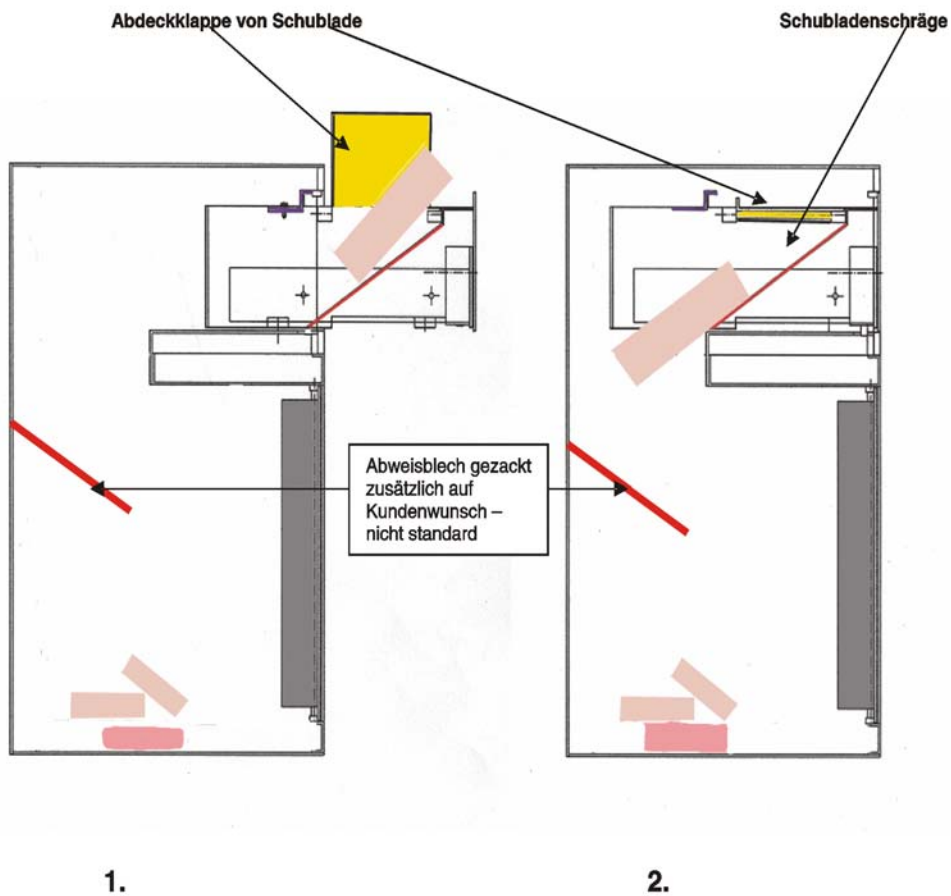 Abdeckklappe von Schublade
Schubladenschräge
Abweisblech gezackt
zusätzlich auf
Kundenwunsch –
nicht standard
1.
2.